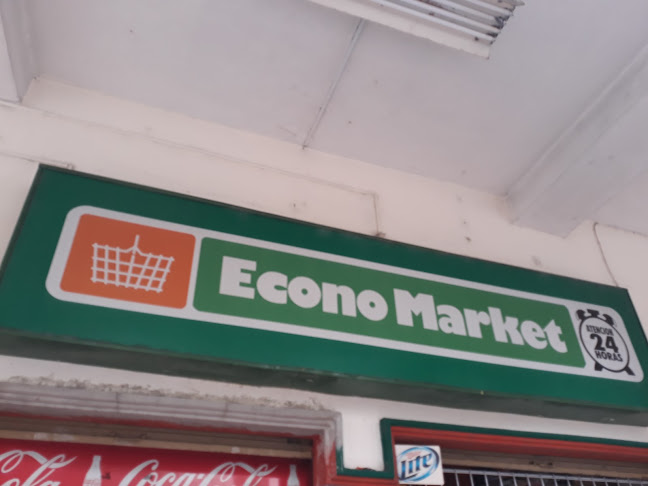 Econo Market
ATENCION
24
HORAS
Coca-Cola
Coca-Cola
Lite